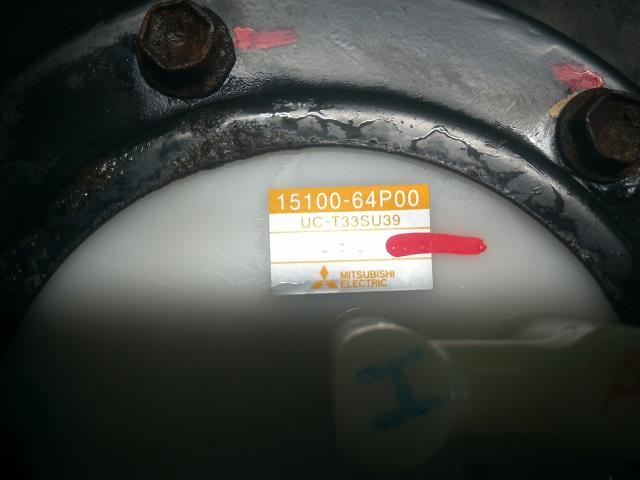 15100-64P00
UC-T33SU39
MITSUBISHI
ELECTRIC
H